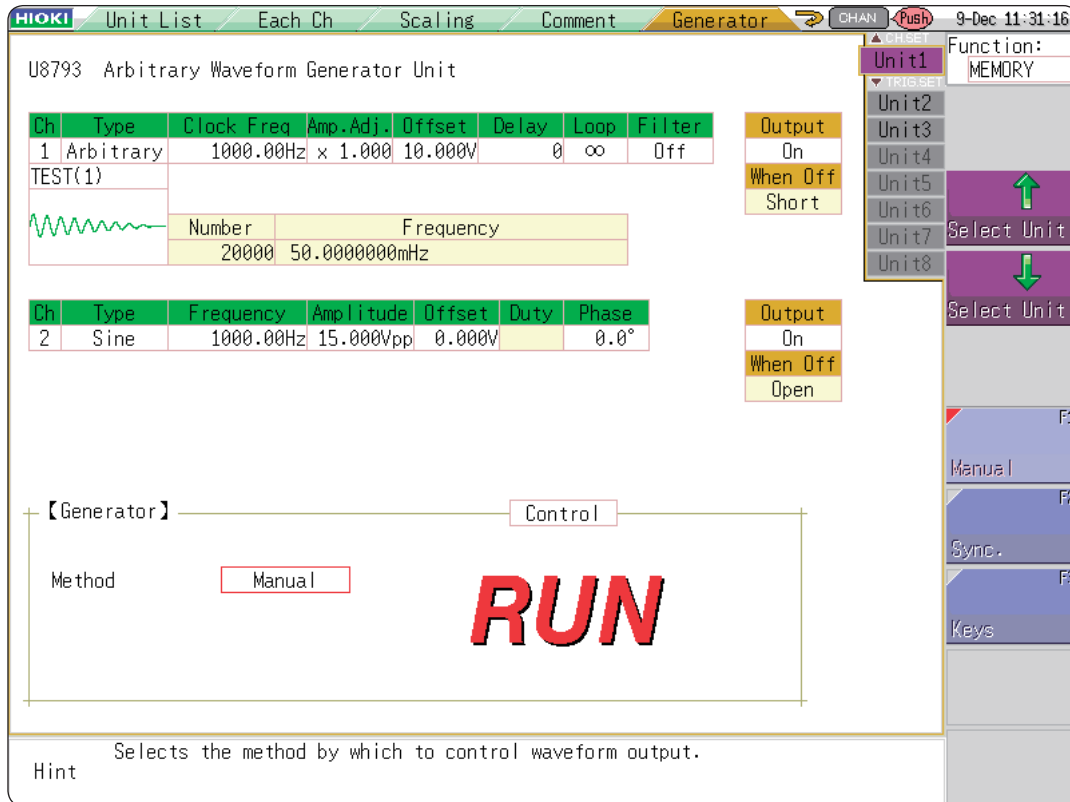 HIOKI Unit List Each Ch Scaling Comment Generator CHAN Push 9-Dec 11:31:16
CH.SET
Unit1
TRIG.SET
Unit2
Unit3
Unit4
Unit5
Unit6
Unit7
Unit8
Function:
MEMORY
Select Unit
Select Unit
U8793 Arbitrary Waveform Generator Unit
Ch Type Clock Freq Amp.Adj. Offset Delay Loop Filter
1 Arbitrary 1000.00Hz x 1.000 10.000V 0 ∞ Off
TEST(1)
Number Frequency
20000 50.0000000mHz
Output
On
When Off
Short
Ch Type Frequency Amplitude Offset Duty Phase
2 Sine 1000.00Hz 15.000Vpp 0.000V 0.0°
Output
On
When Off
Open
Manual
Sync.
Keys
【Generator】 Control
Method Manual
RUN
Hint Selects the method by which to control waveform output.